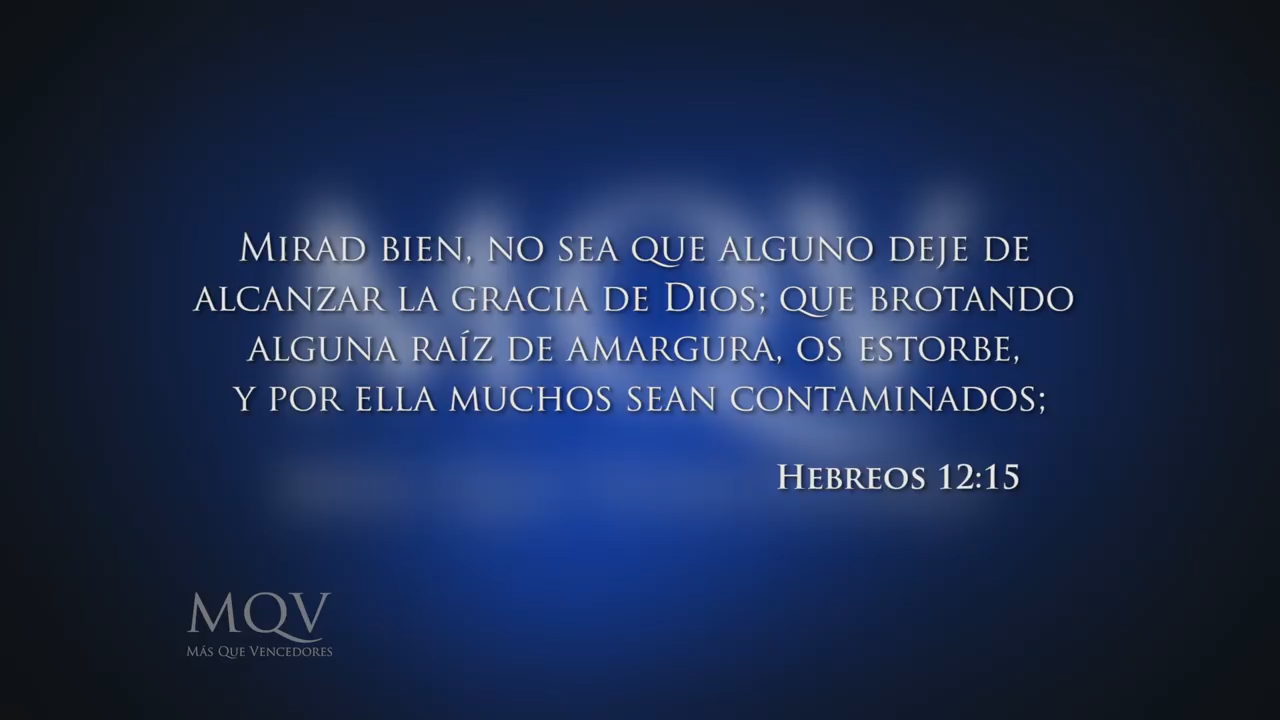 Mirad bien, no sea que alguno deje de
alcanzar la gracia de Dios; que brotando
alguna raíz de amargura, os estorbe,
y por ella muchos sean contaminados;
Hebreos 12:15
MQV
Más Que Vencedores